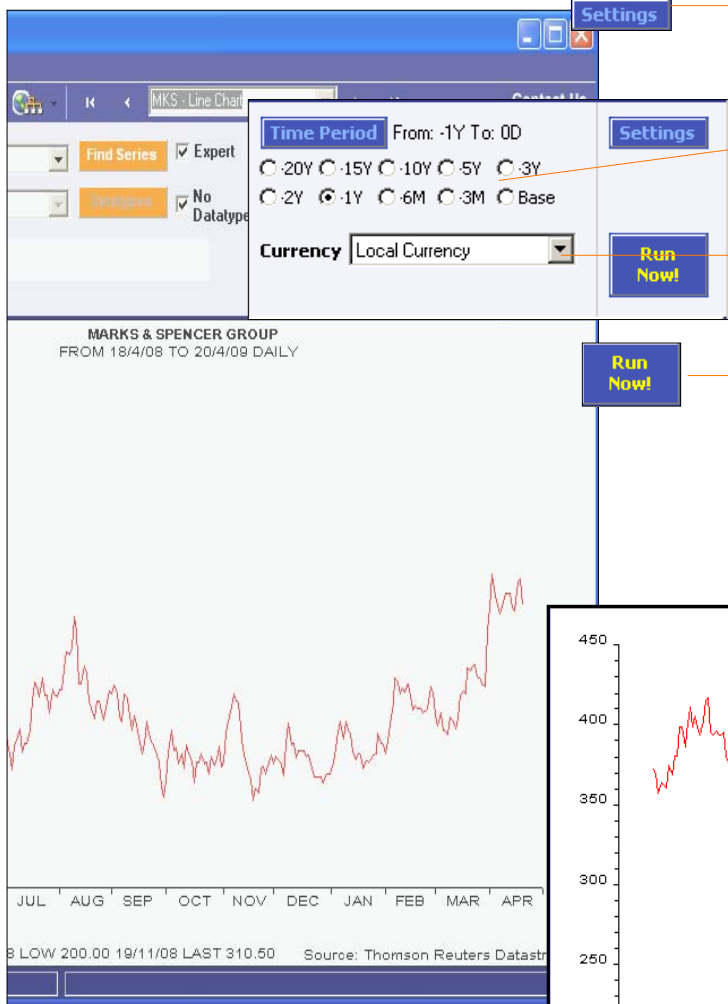 Settings
MKS - Line Chart
Contact Us
Find Series
Expert
No
Datatype
Time Period From: -1Y To: 0D
Settings
-20Y -15Y -10Y -5Y -3Y
-2Y -1Y -6M -3M Base
Currency Local Currency
Run
Now!
MARKS & SPENCER GROUP
FROM 18/4/08 TO 20/4/09 DAILY
Run
Now!
450
400
350
300
250
JUL AUG SEP OCT NOV DEC JAN FEB MAR APR
8 LOW 200.00 19/11/08 LAST 310.50 Source: Thomson Reuters Datastr